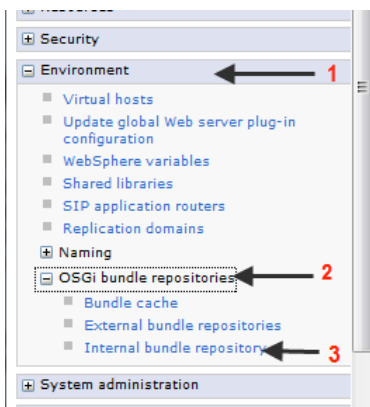 Security
Environment
1
Virtual hosts
Update global Web server plug-in
configuration
WebSphere variables
Shared libraries
SIP application routers
Replication domains
Naming
OSGi bundle repositories
2
Bundle cache
External bundle repositories
Internal bundle repository
3
System administration